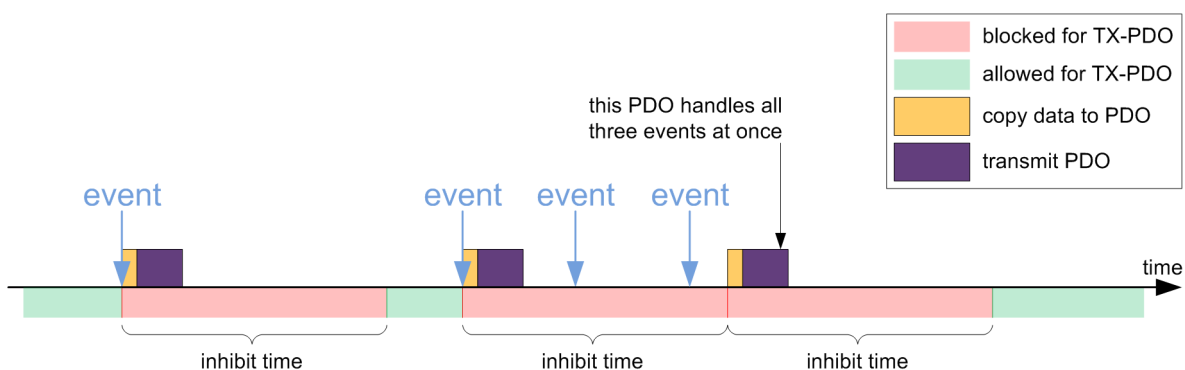 blocked for TX-PDO
allowed for TX-PDO
copy data to PDO
transmit PDO
this PDO handles all
three events at once
event
event
event
event
time
inhibit time
inhibit time
inhibit time